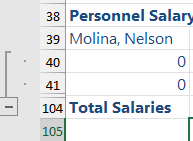 38 Personnel Salary
39 Molina, Nelson
40 0
41 0
104 Total Salaries
105